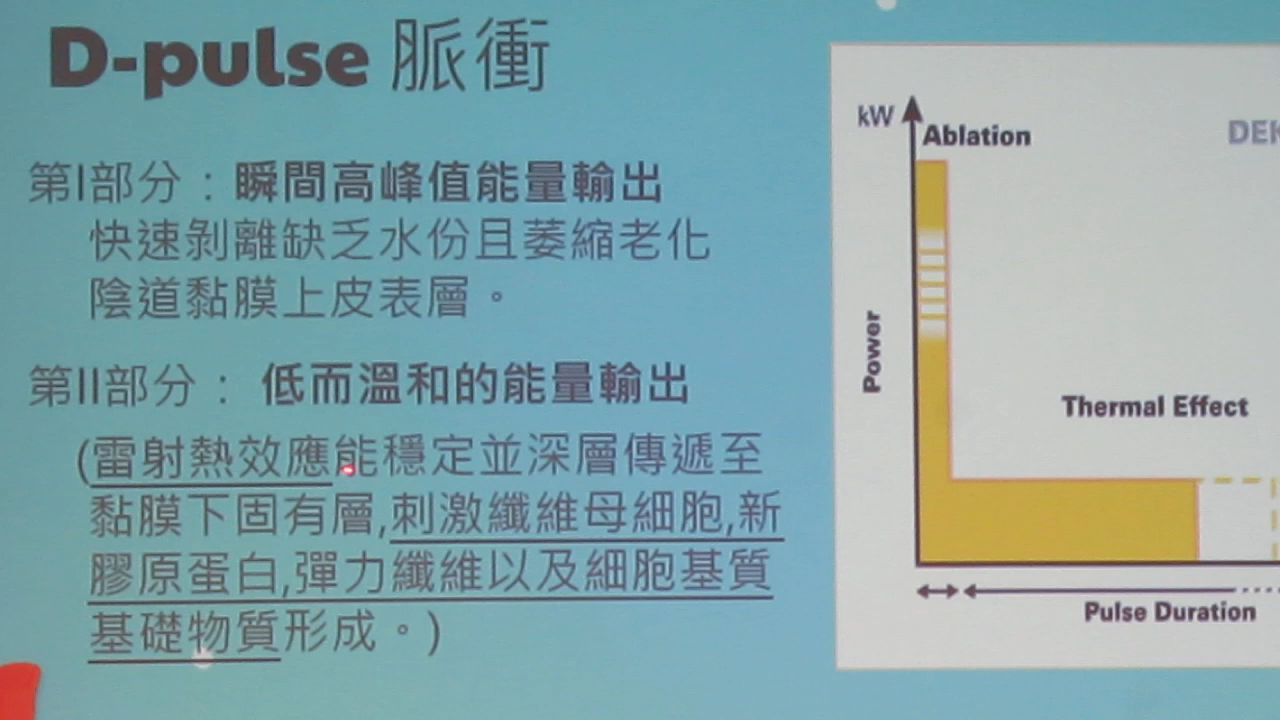 D-pulse 脈衝
第I部分：瞬間高峰值能量輸出
快速剝離缺乏水份且萎縮老化
陰道黏膜上皮表層。
第II部分： 低而溫和的能量輸出
(雷射熱效應能穩定並深層傳遞至
黏膜下固有層,刺激纖維母細胞,新
膠原蛋白,彈力纖維以及細胞基質
基礎物質形成。)
kW
Ablation
DEK
Power
Thermal Effect
Pulse Duration